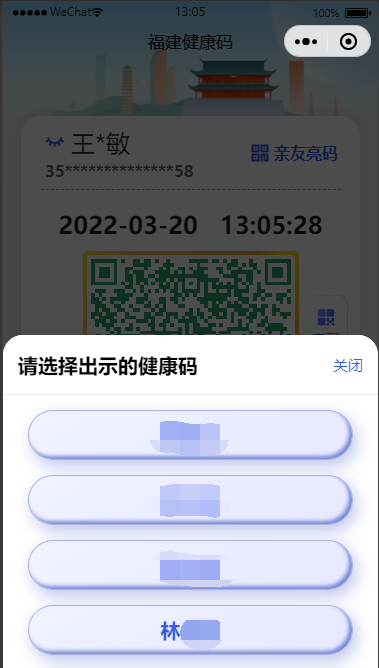 WeChat 13:05 100%
福建健康码
王*敏
亲友亮码
35**************58
2022-03-20 13:05:28
请选择出示的健康码
关闭
林